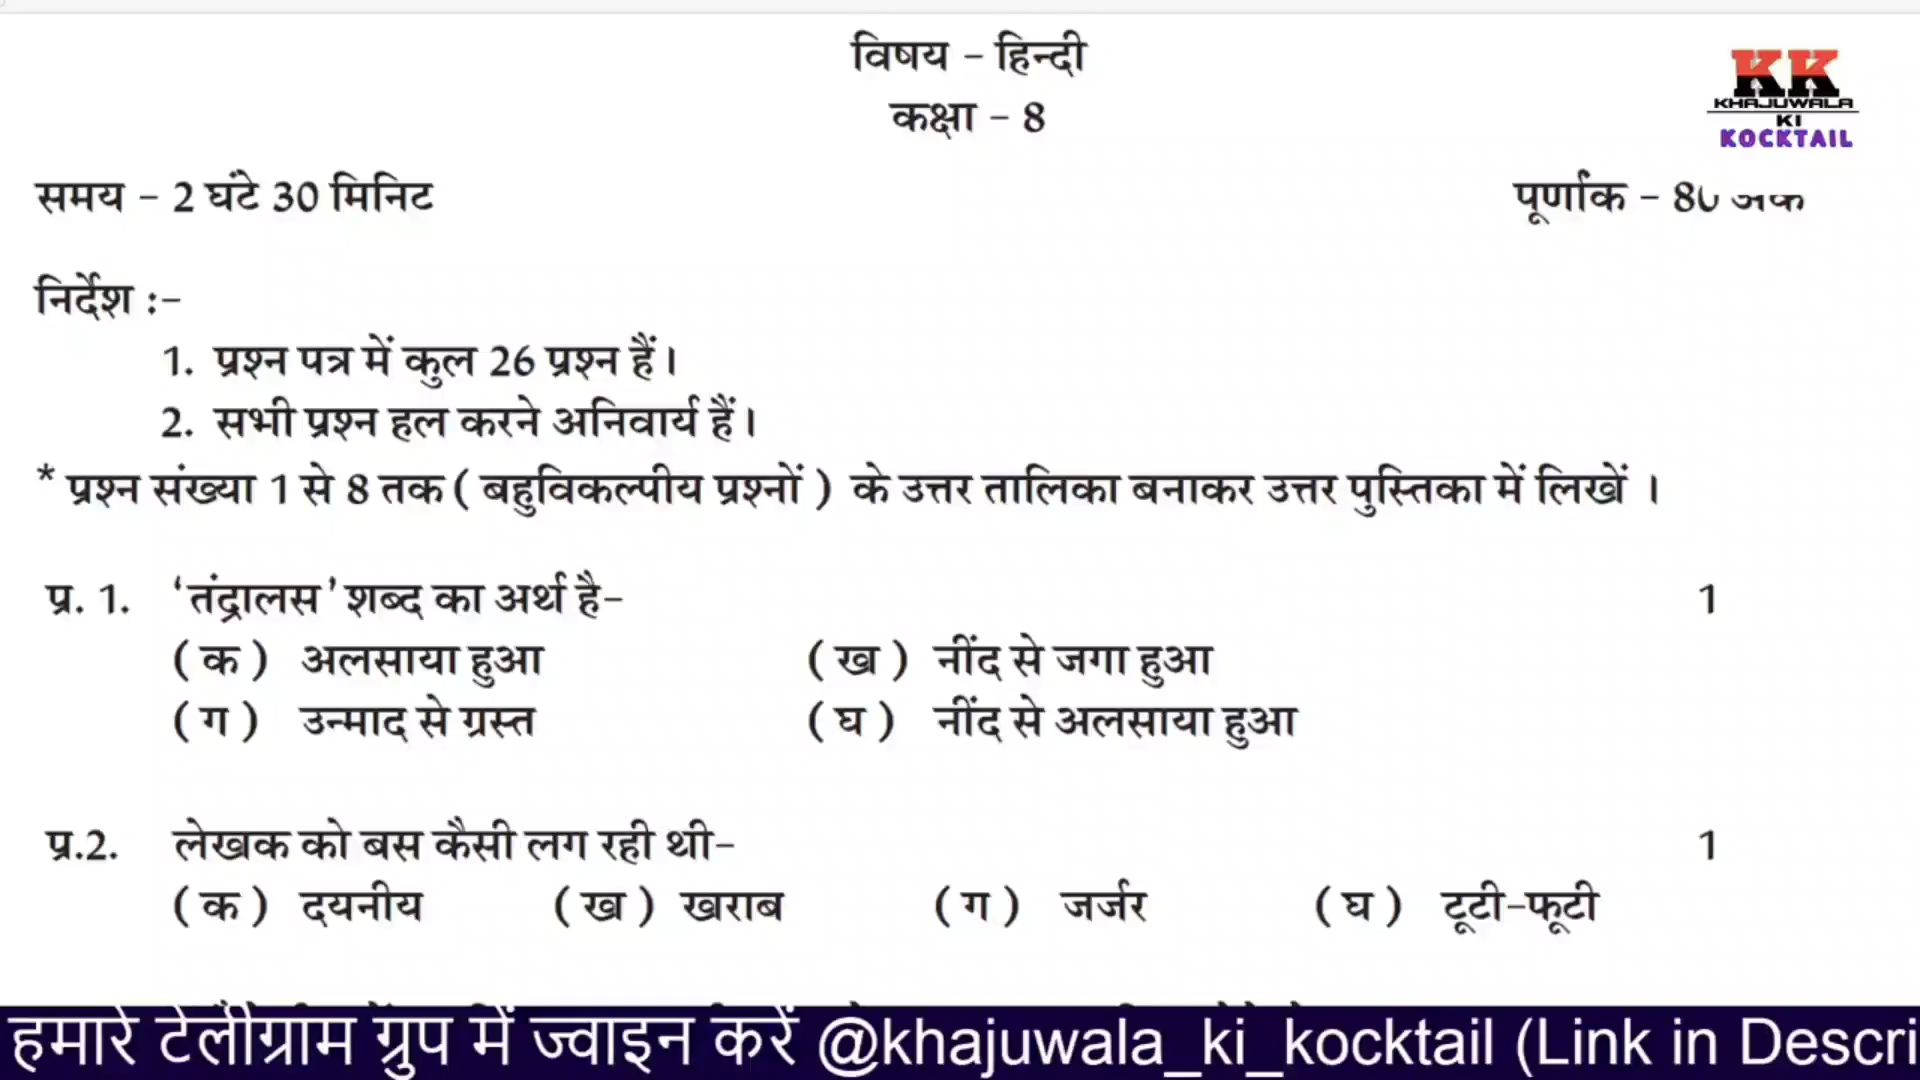 विषय - हिन्दी
कक्षा - 8
KK
KHAJUWALA
KI
KOCKTAIL
समय - 2 घंटे 30 मिनिट
पूर्णांक - 80 अंक
निर्देश :-
1. प्रश्न पत्र में कुल 26 प्रश्न हैं।
2. सभी प्रश्न हल करने अनिवार्य हैं।
* प्रश्न संख्या 1 से 8 तक ( बहुविकल्पीय प्रश्नों ) के उत्तर तालिका बनाकर उत्तर पुस्तिका में लिखें ।
प्र. 1. ‘तंद्रालस’ शब्द का अर्थ है- 1
( क ) अलसाया हुआ ( ख ) नींद से जगा हुआ
( ग ) उन्माद से ग्रस्त ( घ ) नींद से अलसाया हुआ
प्र.2. लेखक को बस कैसी लग रही थी- 1
( क ) दयनीय ( ख ) खराब ( ग ) जर्जर ( घ ) टूटी-फूटी
हमारे टेलीग्राम ग्रुप में ज्वाइन करें @khajuwala_ki_kocktail (Link in Descri